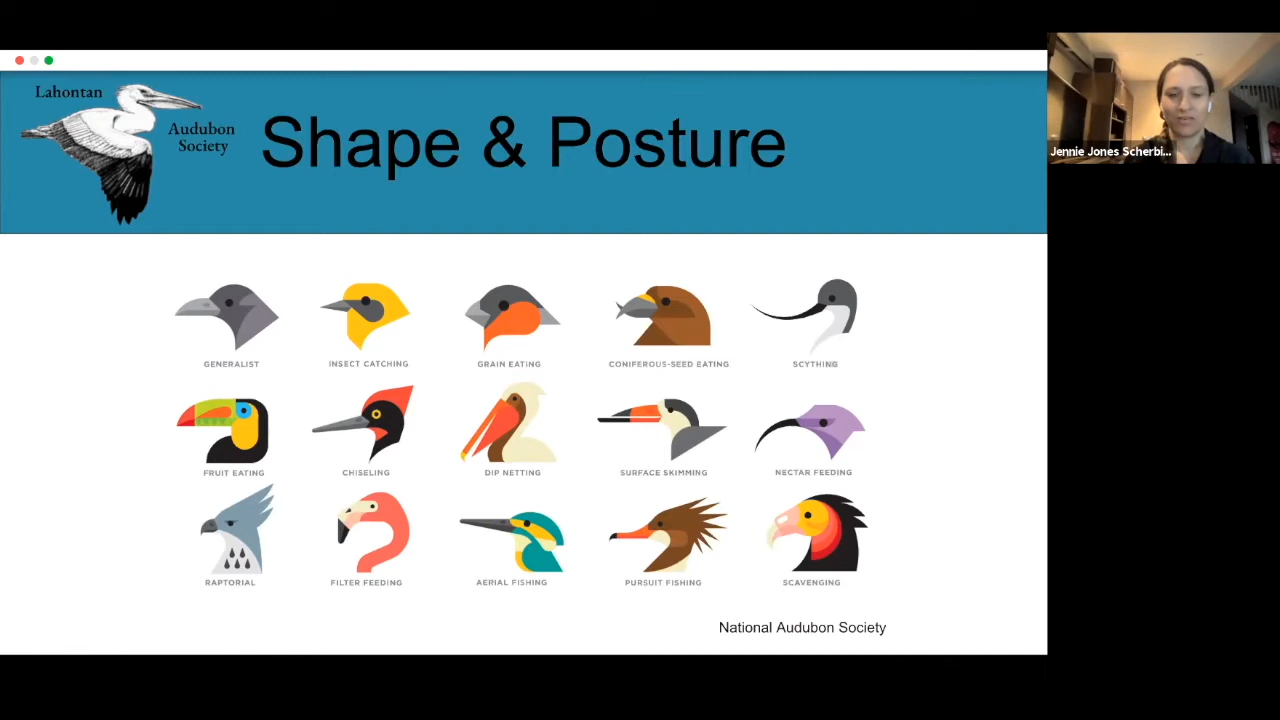 Lahontan
Audubon
Society
Shape & Posture
Jennie Jones Scherbi...
GENERALIST
INSECT CATCHING
GRAIN EATING
CONIFEROUS-SEED EATING
SCYTHING
FRUIT EATING
CHISELING
DIP NETTING
SURFACE SKIMMING
NECTAR FEEDING
RAPTORIAL
FILTER FEEDING
AERIAL FISHING
PURSUIT FISHING
SCAVENGING
National Audubon Society